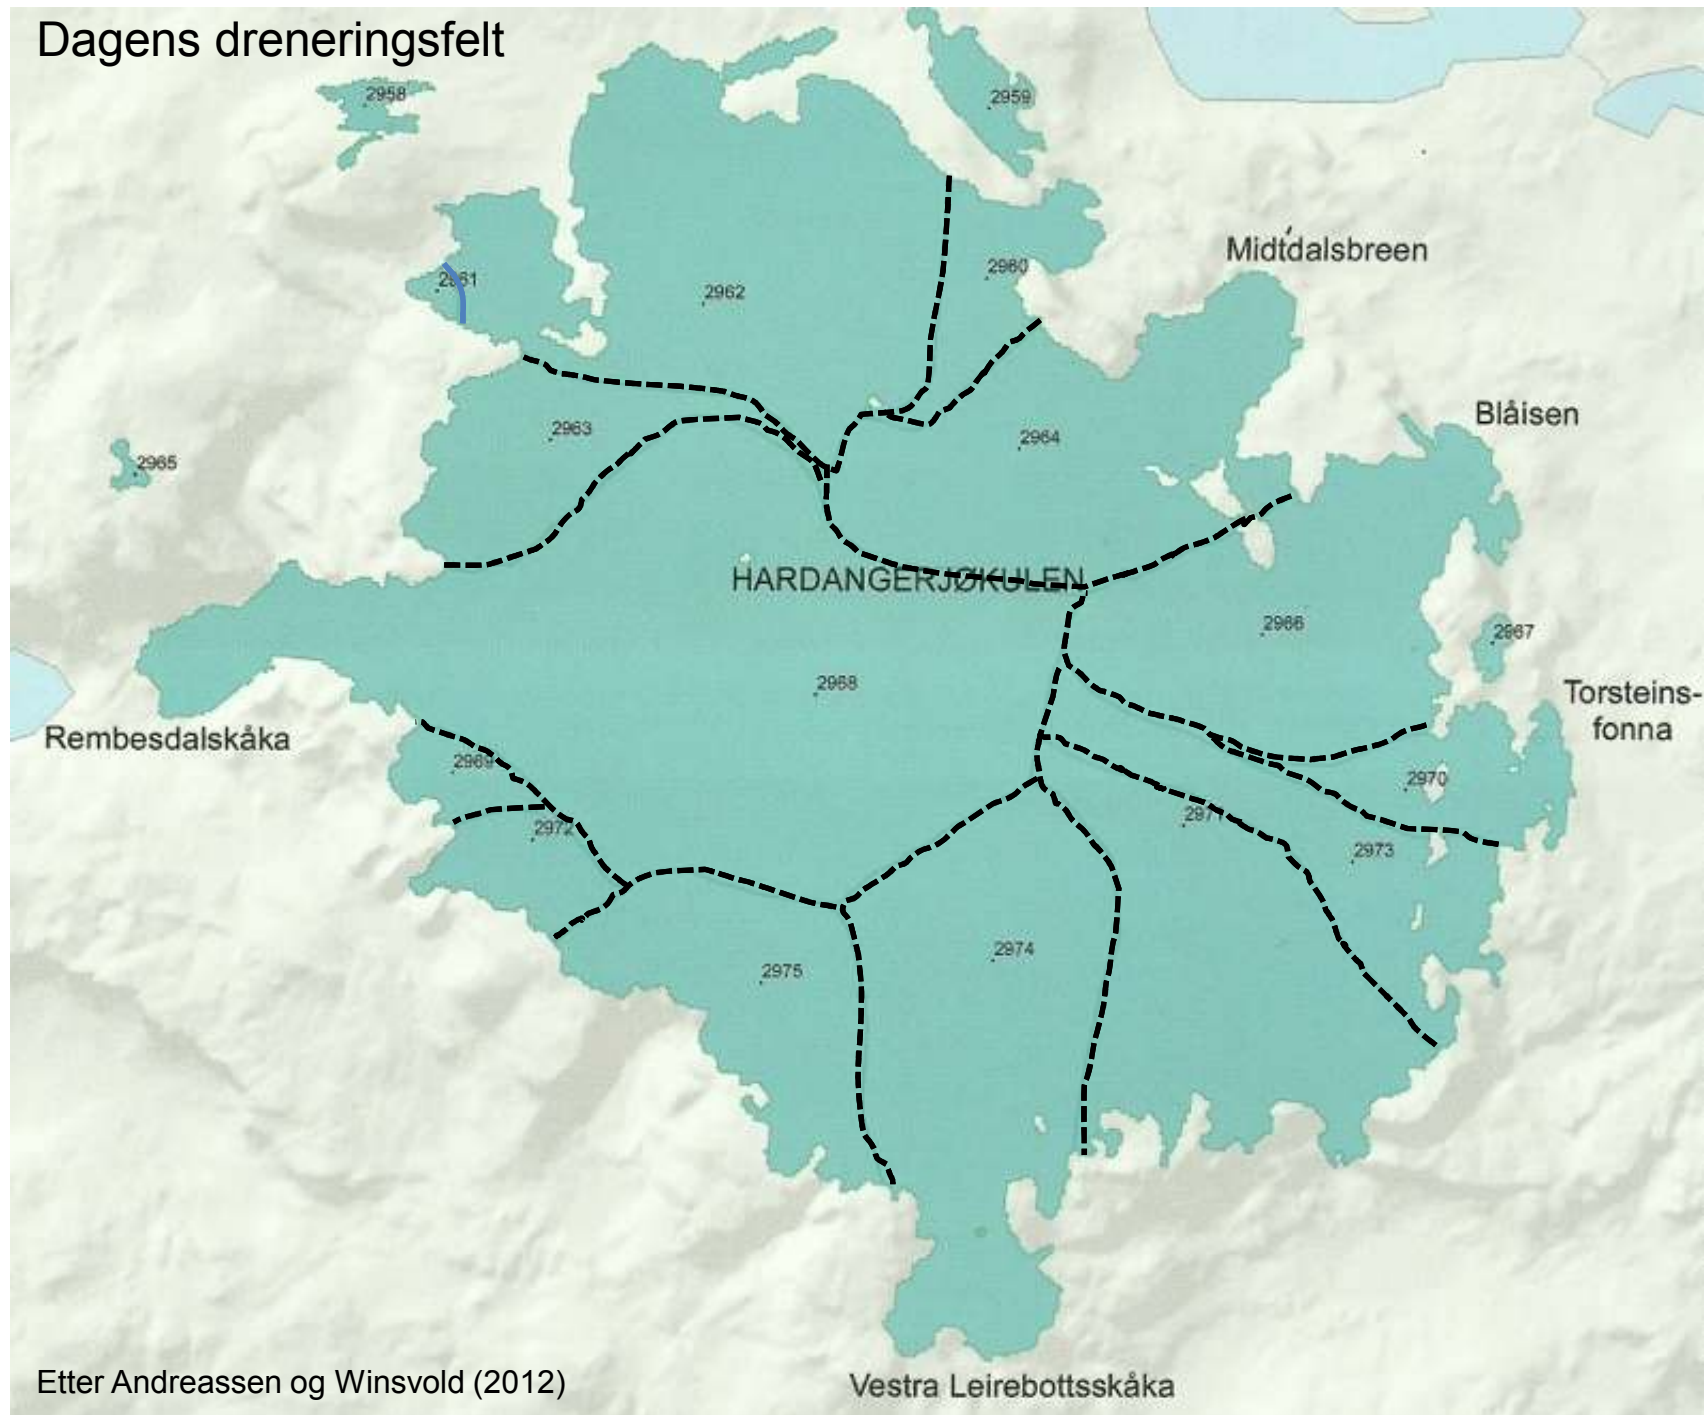 Dagens dreneringsfelt
2958
2959
Midtdalsbreen
2960
2961
2962
Blåisen
2963
2964
2965
HARDANGERJØKULEN
2966
2967
2968
Torsteins-
fonna
Rembesdalskåka
2969
2970
2971
2972
2973
2974
2975
Etter Andreassen og Winsvold (2012)
Vestra Leirebottsskåka